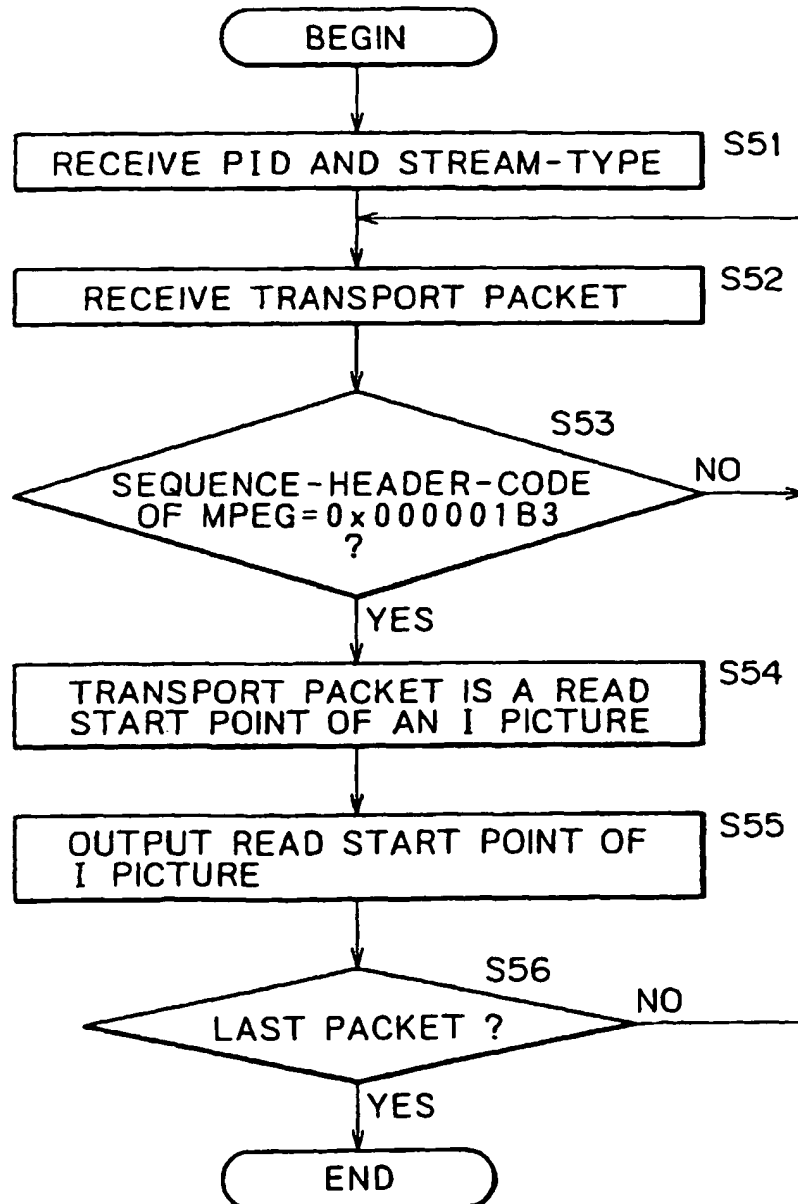 BEGIN
RECEIVE PID AND STREAM-TYPE
S51
RECEIVE TRANSPORT PACKET
S52
S53
SEQUENCE-HEADER-CODE
OF MPEG=0x000001B3
?
NO
YES
TRANSPORT PACKET IS A READ
START POINT OF AN I PICTURE
S54
OUTPUT READ START POINT OF
I PICTURE
S55
S56
LAST PACKET ?
NO
YES
END